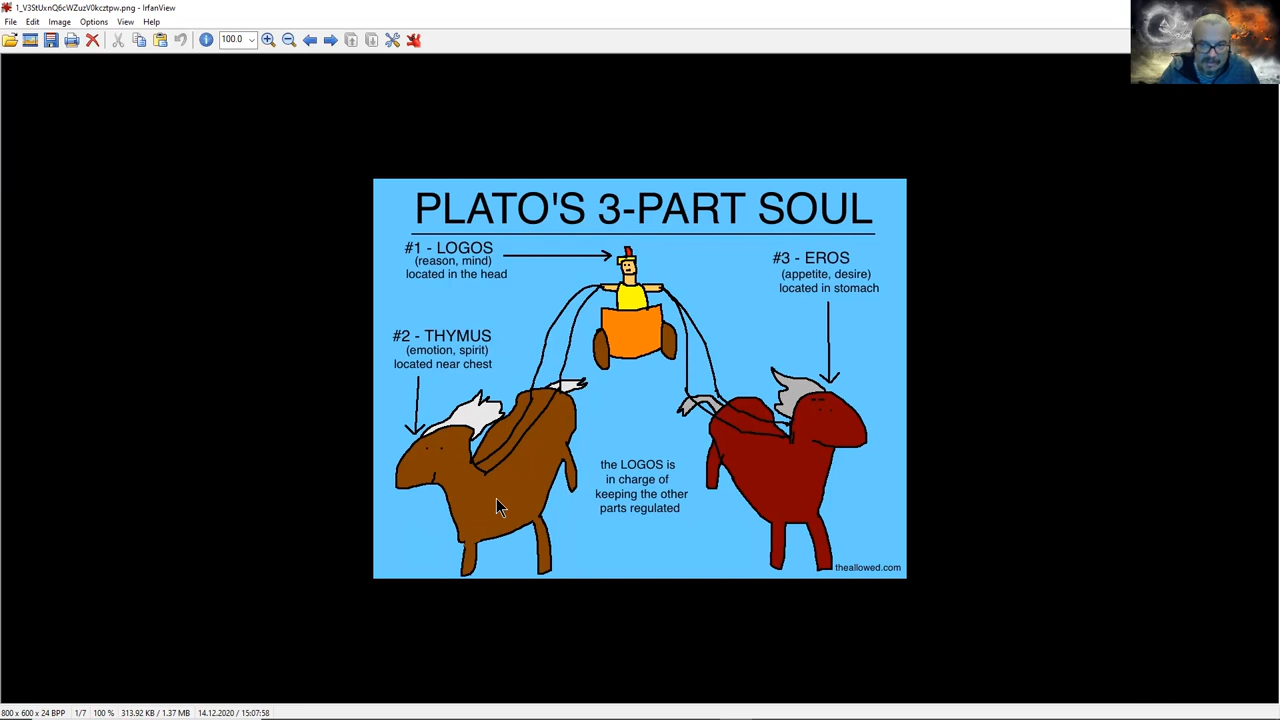 1_V3StUxnQ6cWZuzV0kcztpw.png - IrfanView
File Edit Image Options View Help
100.0
PLATO'S 3-PART SOUL
#1 - LOGOS
(reason, mind)
located in the head
#3 - EROS
(appetite, desire)
located in stomach
#2 - THYMUS
(emotion, spirit)
located near chest
the LOGOS is
in charge of
keeping the other
parts regulated
theallowed.com
800 x 600 x 24 BPP 1/7 100 % 313.92 KB / 1.37 MB 14.12.2020 / 15:07:58